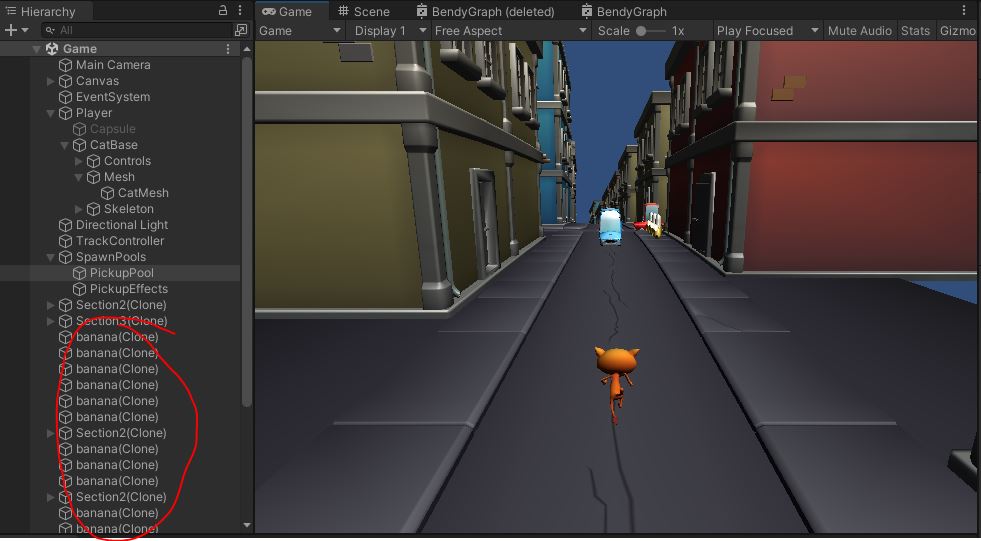 Hierarchy
All
Game
Main Camera
Canvas
EventSystem
Player
Capsule
CatBase
Controls
Mesh
CatMesh
Skeleton
Directional Light
TrackController
SpawnPools
PickupPool
PickupEffects
Section2(Clone)
Section3(Clone)
banana(Clone)
banana(Clone)
banana(Clone)
banana(Clone)
banana(Clone)
banana(Clone)
Section2(Clone)
banana(Clone)
banana(Clone)
banana(Clone)
Section2(Clone)
banana(Clone)
banana(Clone)
Game Scene BendyGraph (deleted) BendyGraph
Game Display 1 Free Aspect Scale 1x Play Focused Mute Audio Stats Gizmo